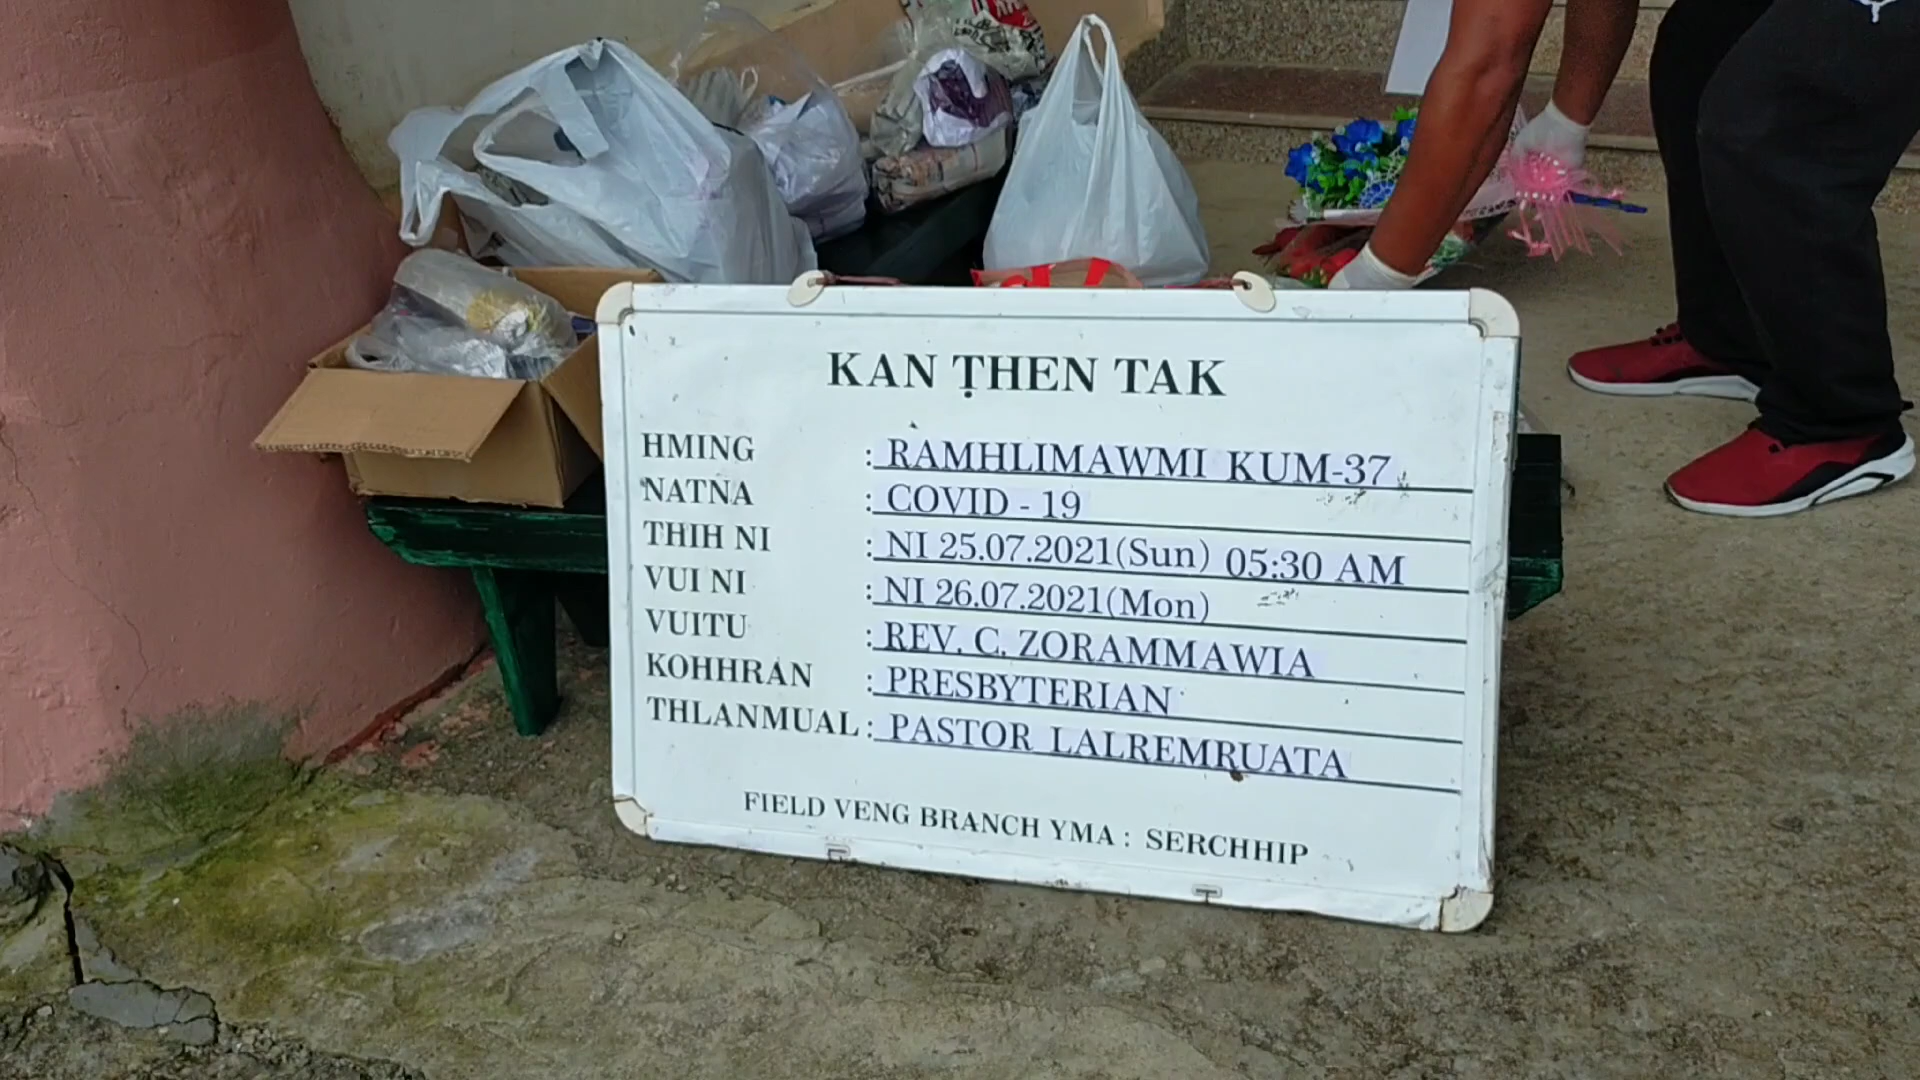 KAN ṬHEN TAK
HMING : RAMHLIMAWMI KUM-37
NATNA : COVID - 19
THIH NI : NI 25.07.2021(Sun) 05:30 AM
VUI NI : NI 26.07.2021(Mon)
VUITU : REV. C. ZORAMMAWIA
KOHHRAN : PRESBYTERIAN
THLANMUAL : PASTOR LALREMRUATA
FIELD VENG BRANCH YMA : SERCHHIP